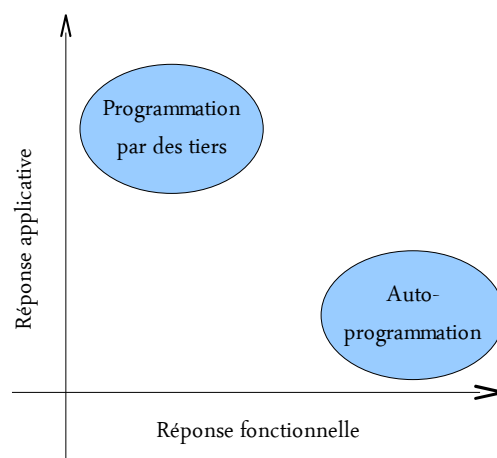 Programmation
par des tiers
Réponse applicative
Auto-
programmation
Réponse fonctionnelle